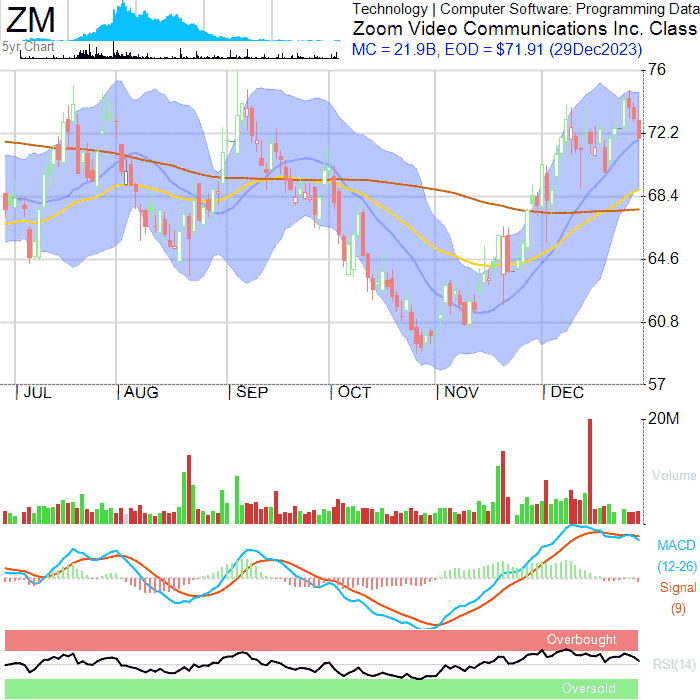 ZM
5yr. Chart
Technology | Computer Software: Programming Data
Zoom Video Communications Inc. Class
MC = 21.9B, EOD = $71.91 (29Dec2023)
76
72.2
68.4
64.6
60.8
57
JUL AUG SEP OCT NOV DEC
20M
Volume
MACD
(12-26)
Signal
(9)
Overbought
RSI(14)
Oversold